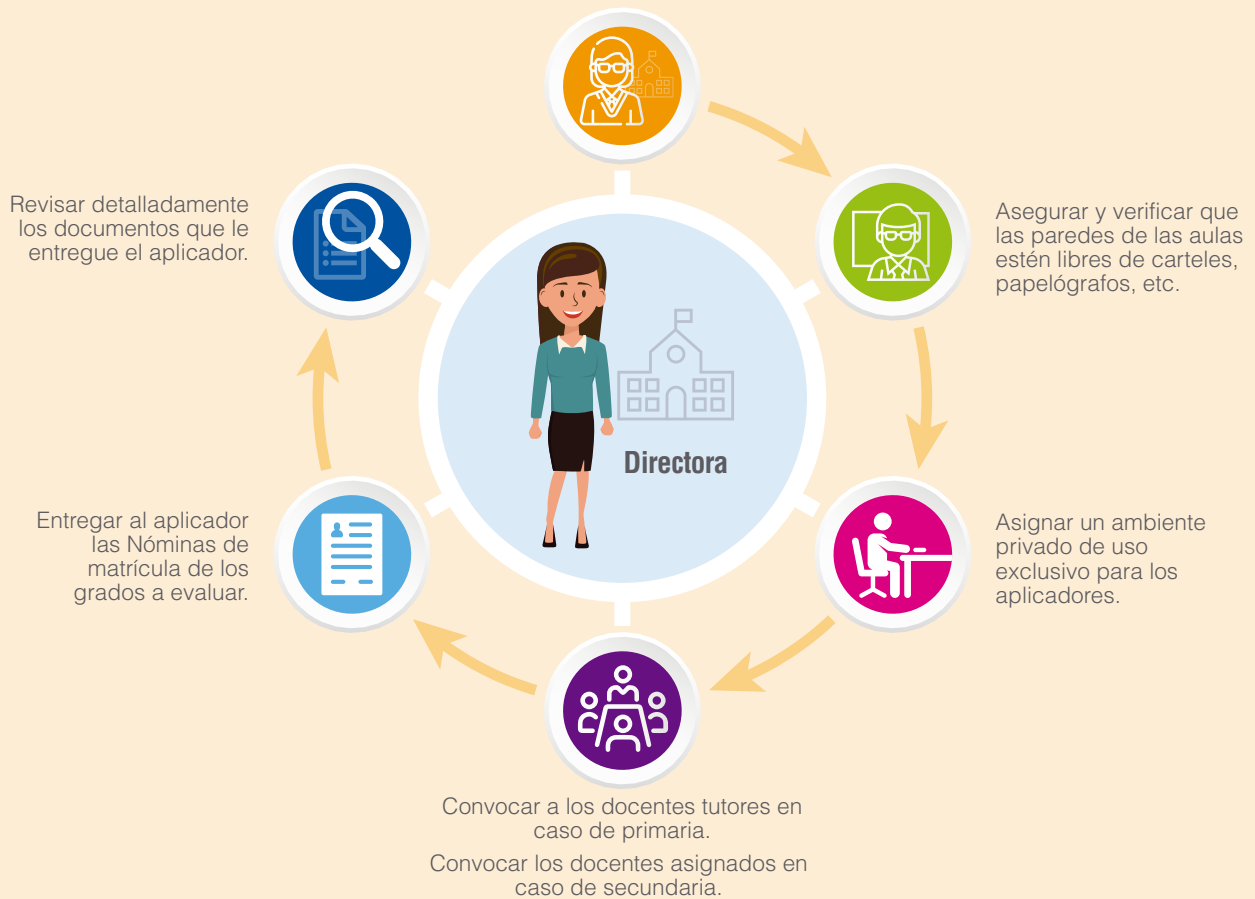 Asegurar y verificar que
las paredes de las aulas
estén libres de carteles,
papelógrafos, etc.
Asignar un ambiente
privado de uso
exclusivo para los
aplicadores.
Convocar a los docentes tutores en
caso de primaria.
Convocar los docentes asignados en
caso de secundaria.
Entregar al aplicador
las Nóminas de
matrícula de los
grados a evaluar.
Revisar detalladamente
los documentos que le
entregue el aplicador.
Directora